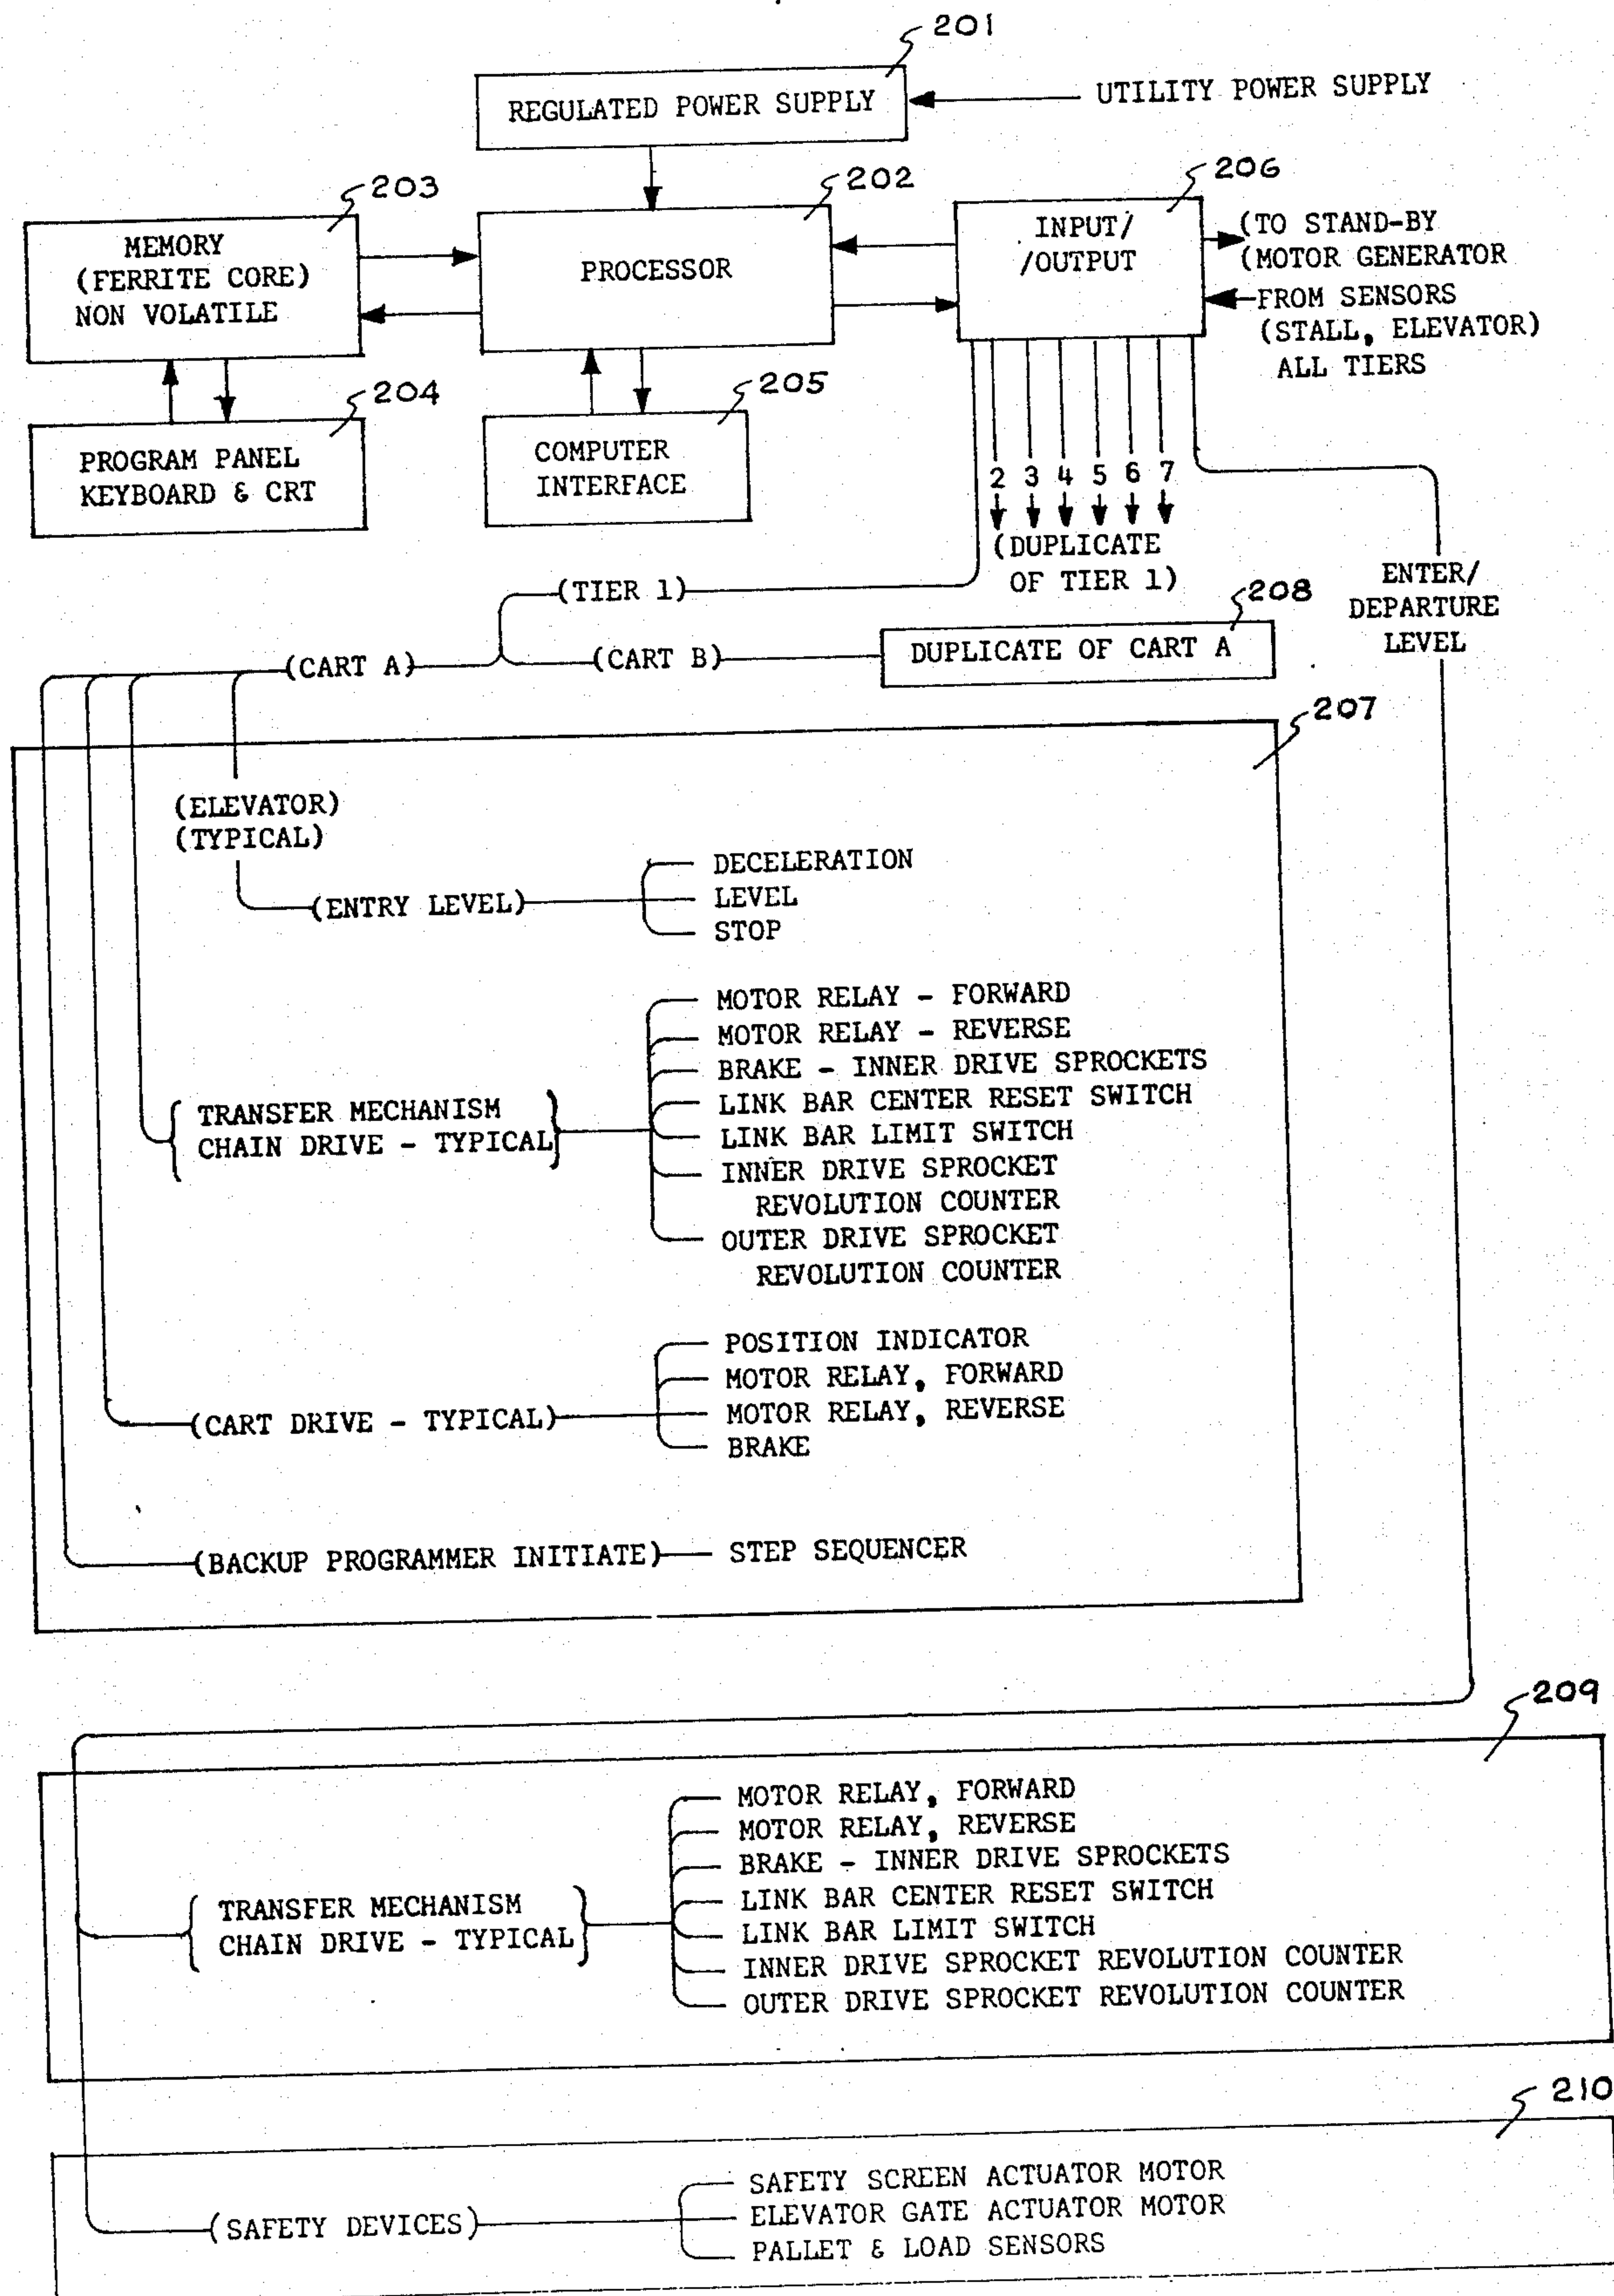 201
REGULATED POWER SUPPLY
UTILITY POWER SUPPLY
203
202
206
MEMORY
(FERRITE CORE)
NON VOLATILE
PROCESSOR
INPUT/
/OUTPUT
(TO STAND-BY
(MOTOR GENERATOR
FROM SENSORS
(STALL, ELEVATOR)
ALL TIERS
204
205
PROGRAM PANEL
KEYBOARD & CRT
COMPUTER
INTERFACE
2 3 4 5 6 7
(DUPLICATE
OF TIER 1)
ENTER/
DEPARTURE
LEVEL
(TIER 1)
208
(CART A)
(CART B)
DUPLICATE OF CART A
207
(ELEVATOR)
(TYPICAL)
(ENTRY LEVEL)
DECELERATION
LEVEL
STOP
TRANSFER MECHANISM
CHAIN DRIVE - TYPICAL
MOTOR RELAY - FORWARD
MOTOR RELAY - REVERSE
BRAKE - INNER DRIVE SPROCKETS
LINK BAR CENTER RESET SWITCH
LINK BAR LIMIT SWITCH
INNER DRIVE SPROCKET
REVOLUTION COUNTER
OUTER DRIVE SPROCKET
REVOLUTION COUNTER
(CART DRIVE - TYPICAL)
POSITION INDICATOR
MOTOR RELAY, FORWARD
MOTOR RELAY, REVERSE
BRAKE
(BACKUP PROGRAMMER INITIATE)
STEP SEQUENCER
209
TRANSFER MECHANISM
CHAIN DRIVE - TYPICAL
MOTOR RELAY, FORWARD
MOTOR RELAY, REVERSE
BRAKE - INNER DRIVE SPROCKETS
LINK BAR CENTER RESET SWITCH
LINK BAR LIMIT SWITCH
INNER DRIVE SPROCKET REVOLUTION COUNTER
OUTER DRIVE SPROCKET REVOLUTION COUNTER
210
(SAFETY DEVICES)
SAFETY SCREEN ACTUATOR MOTOR
ELEVATOR GATE ACTUATOR MOTOR
PALLET & LOAD SENSORS